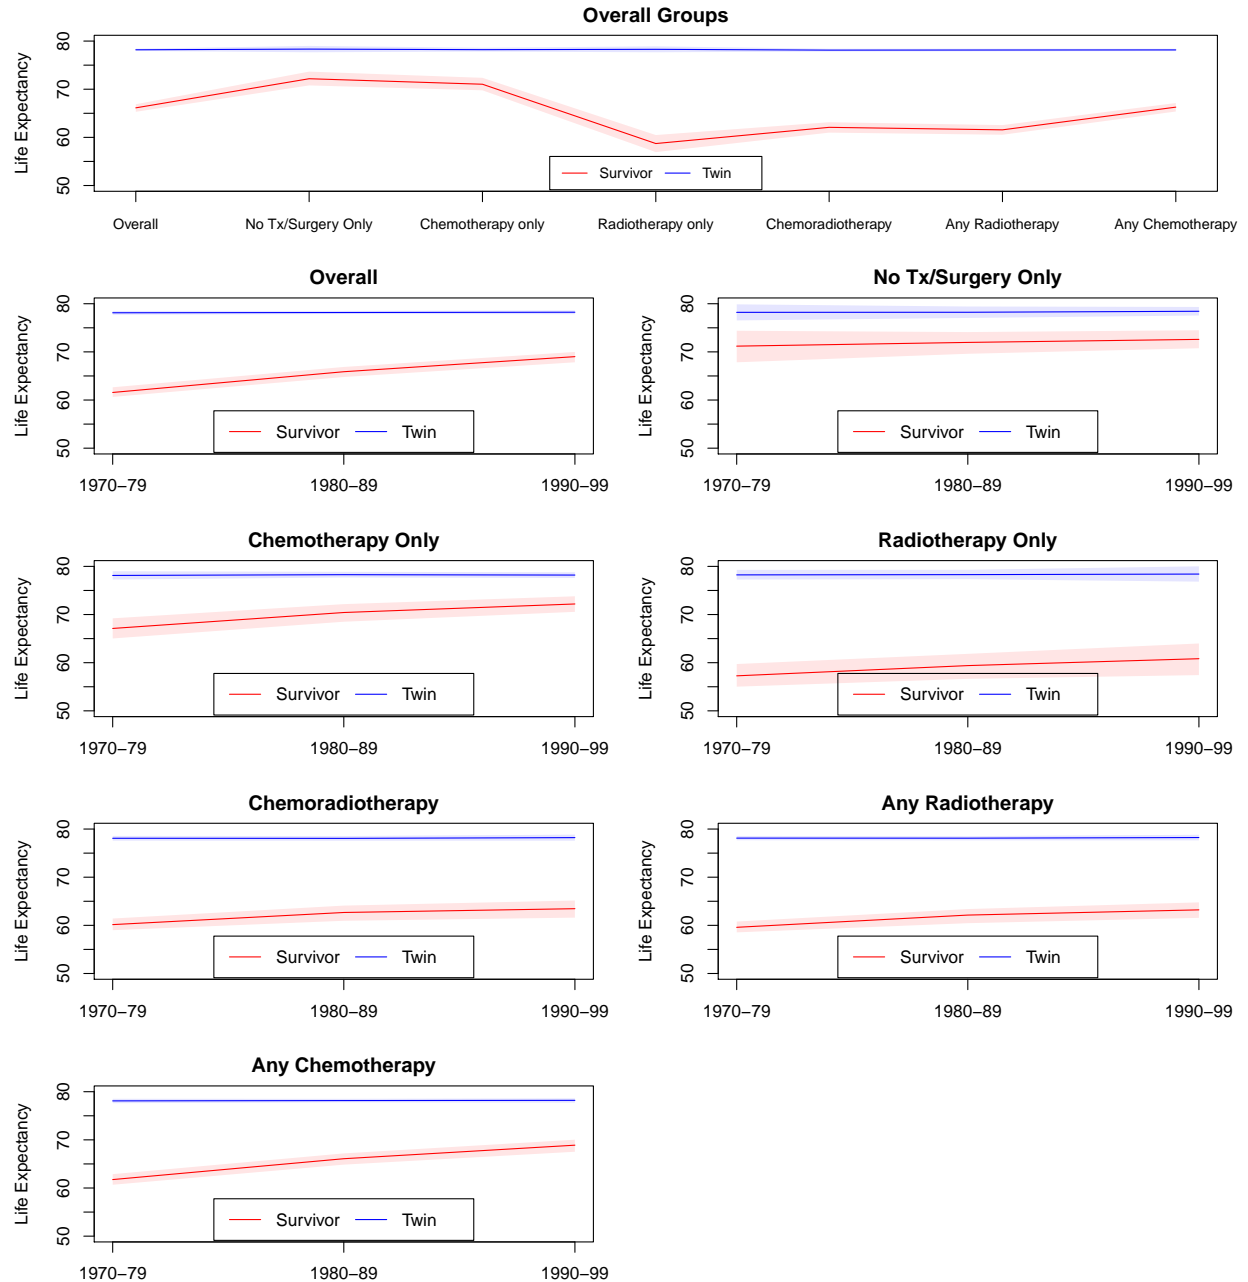 Overall Groups
Life Expectancy
80
70
60
50
Survivor Twin
Overall No Tx/Surgery Only Chemotherapy only Radiotherapy only Chemoradiotherapy Any Radiotherapy Any Chemotherapy
Overall
Life Expectancy
80
70
60
50
Survivor Twin
1970–79 1980–89 1990–99
No Tx/Surgery Only
Life Expectancy
80
70
60
50
Survivor Twin
1970–79 1980–89 1990–99
Chemotherapy Only
Life Expectancy
80
70
60
50
Survivor Twin
1970–79 1980–89 1990–99
Radiotherapy Only
Life Expectancy
80
70
60
50
Survivor Twin
1970–79 1980–89 1990–99
Chemoradiotherapy
Life Expectancy
80
70
60
50
Survivor Twin
1970–79 1980–89 1990–99
Any Radiotherapy
Life Expectancy
80
70
60
50
Survivor Twin
1970–79 1980–89 1990–99
Any Chemotherapy
Life Expectancy
80
70
60
50
Survivor Twin
1970–79 1980–89 1990–99